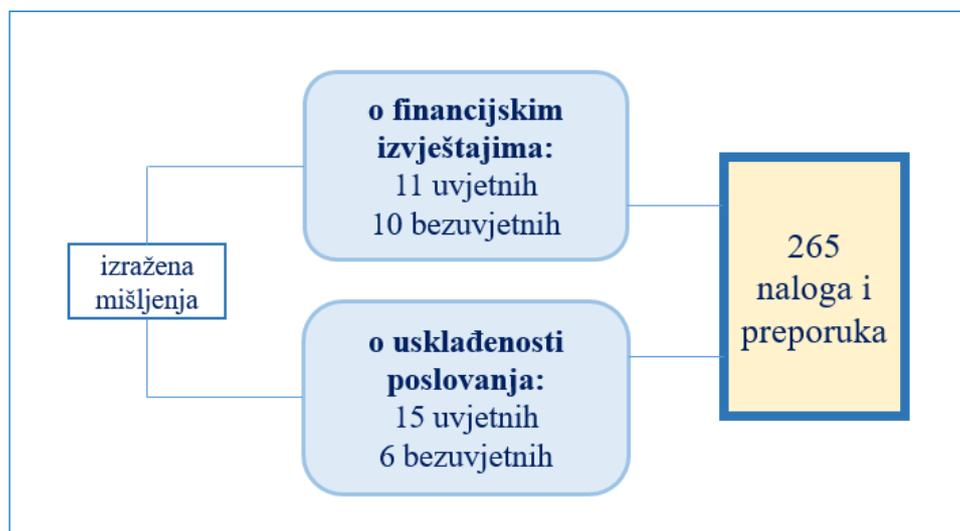 izražena
mišljenja
o financijskim
izvještajima:
11 uvjetnih
10 bezuvjetnih
o usklađenosti
poslovanja:
15 uvjetnih
6 bezuvjetnih
265
naloga i
preporuka